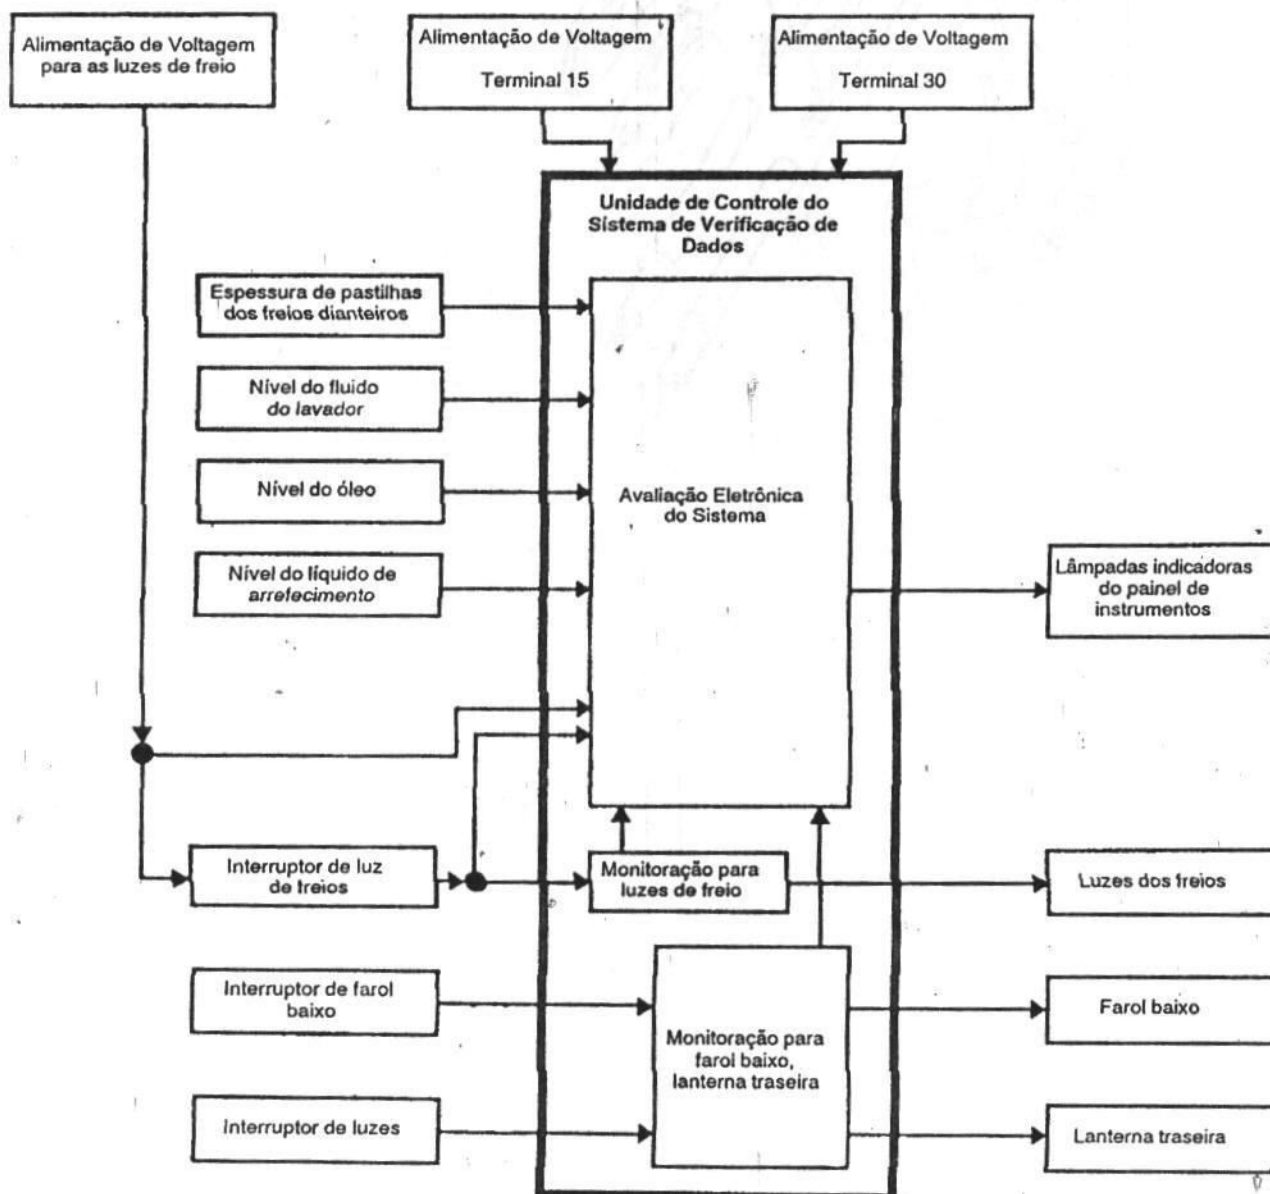 Alimentação de Voltagem
para as luzes de freio
Alimentação de Voltagem
Terminal 15
Alimentação de Voltagem
Terminal 30
Unidade de Controle do
Sistema de Verificação de
Dados
Espessura de pastilhas
dos freios dianteiros
Nível do fluido
do lavador
Nível do óleo
Nível do líquido de
arrefecimento
Avaliação Eletrônica
do Sistema
Lâmpadas indicadoras
do painel de
instrumentos
Interruptor de luz
de freios
Monitoração para
luzes de freio
Luzes dos freios
Interruptor de farol
baixo
Monitoração para
farol baixo,
lanterna traseira
Farol baixo
Interruptor de luzes
Lanterna traseira